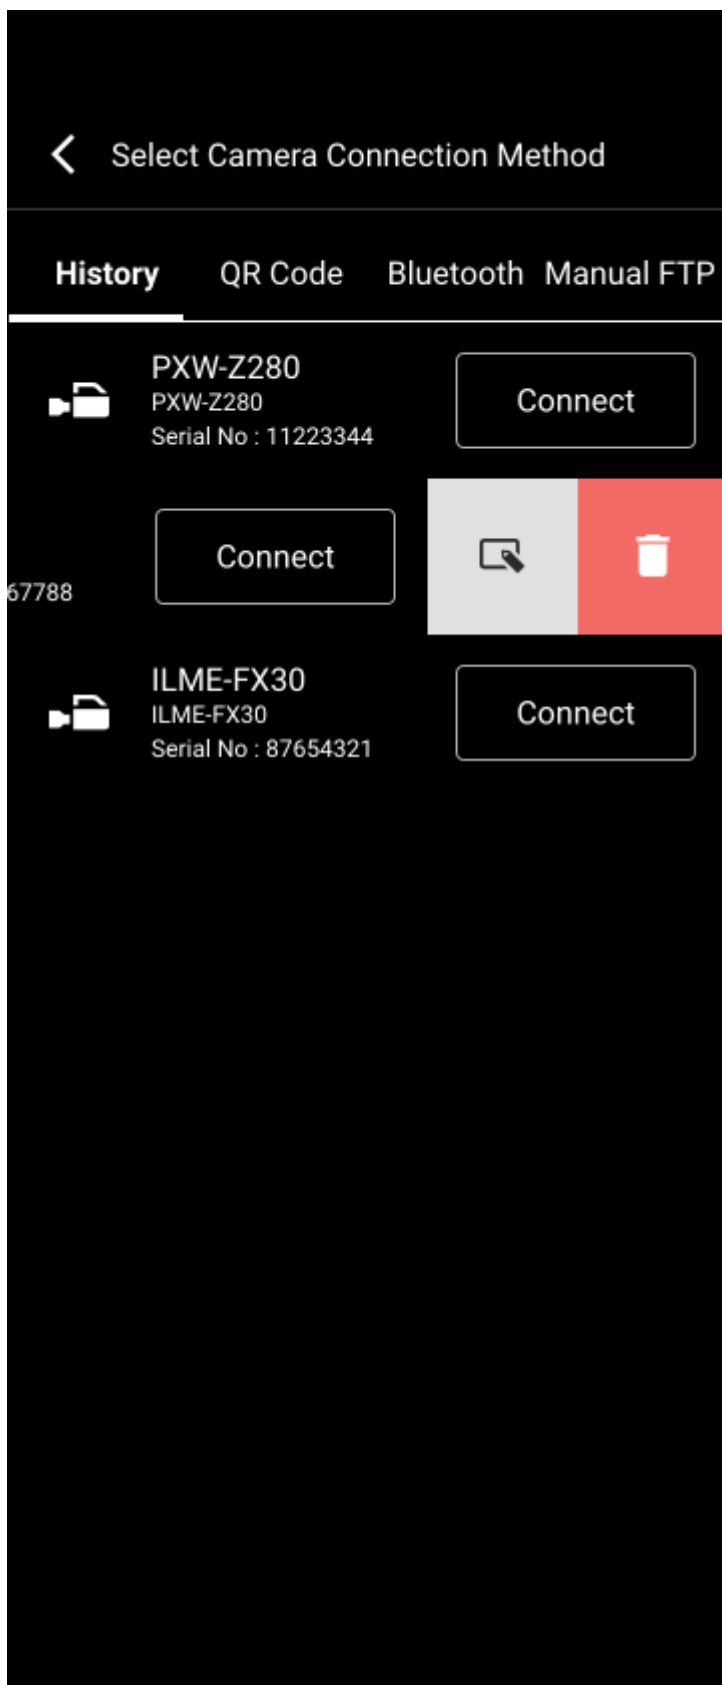 Select Camera Connection Method
History QR Code Bluetooth Manual FTP
PXW-Z280
PXW-Z280
Serial No : 11223344
Connect
67788
Connect
ILME-FX30
ILME-FX30
Serial No : 87654321
Connect